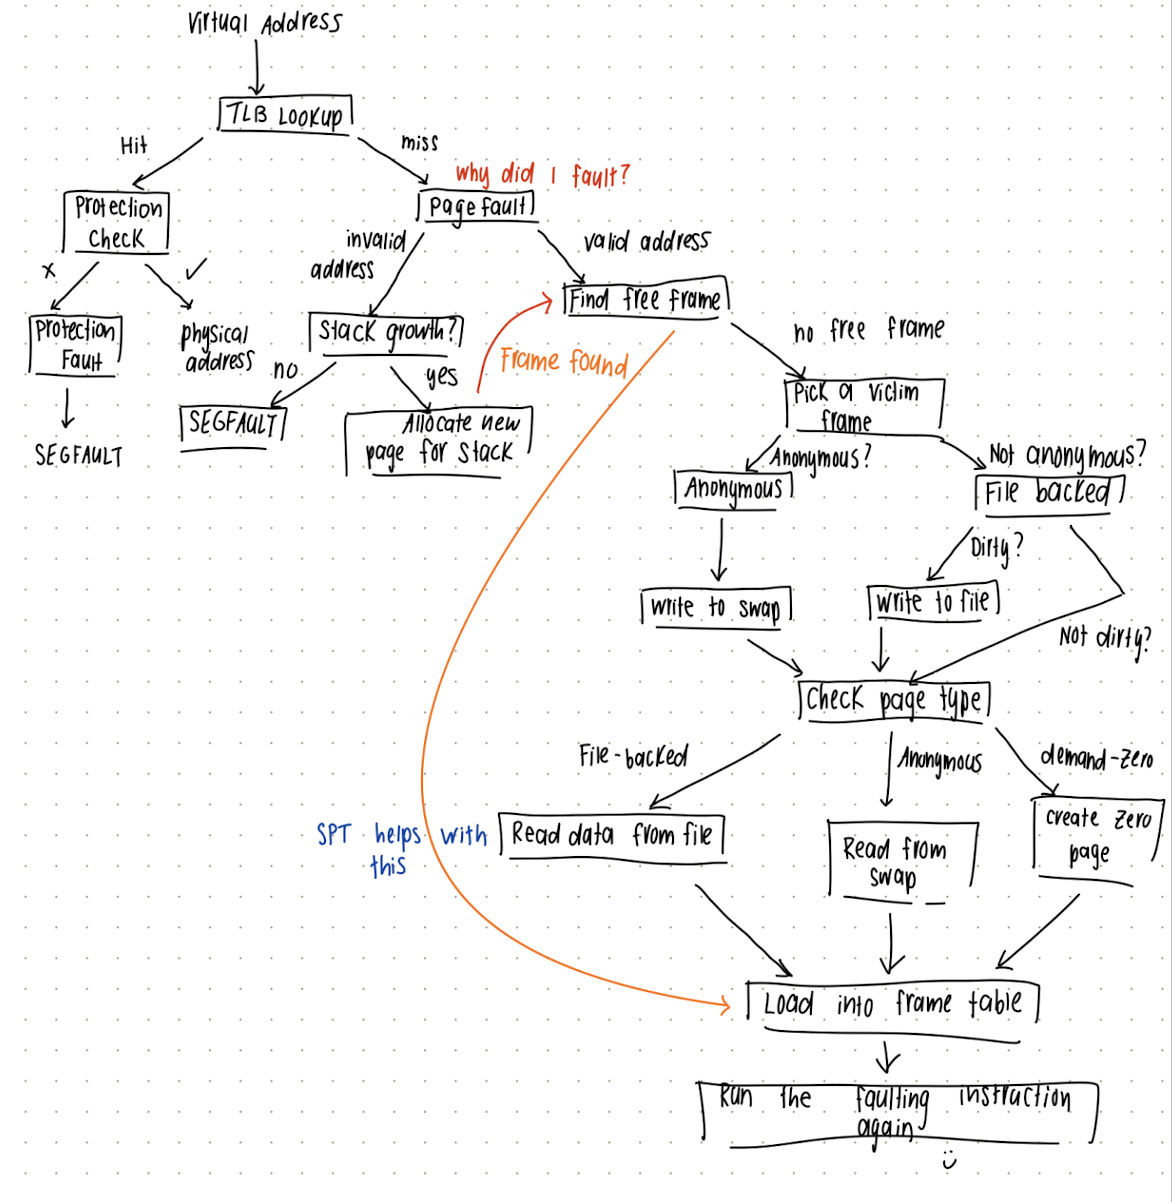 Virtual Address
TLB Lookup
Hit
miss
why did I fault?
Protection
Check
page fault
invalid
address
valid address
x
✓
Find free frame
Protection
Fault
physical
address
Stack growth?
no
yes
Frame found
no free frame
SEGFAULT
SEGFAULT
Allocate new
page for stack
Pick a victim
frame
Anonymous?
Not anonymous?
Anonymous
File backed
Dirty?
write to swap
write to file
Not dirty?
Check page type
File-backed
Anonymous
demand-zero
SPT helps with
this
Read data from file
Read from
swap
create zero
page
Load into frame table
Run the faulting instruction
again